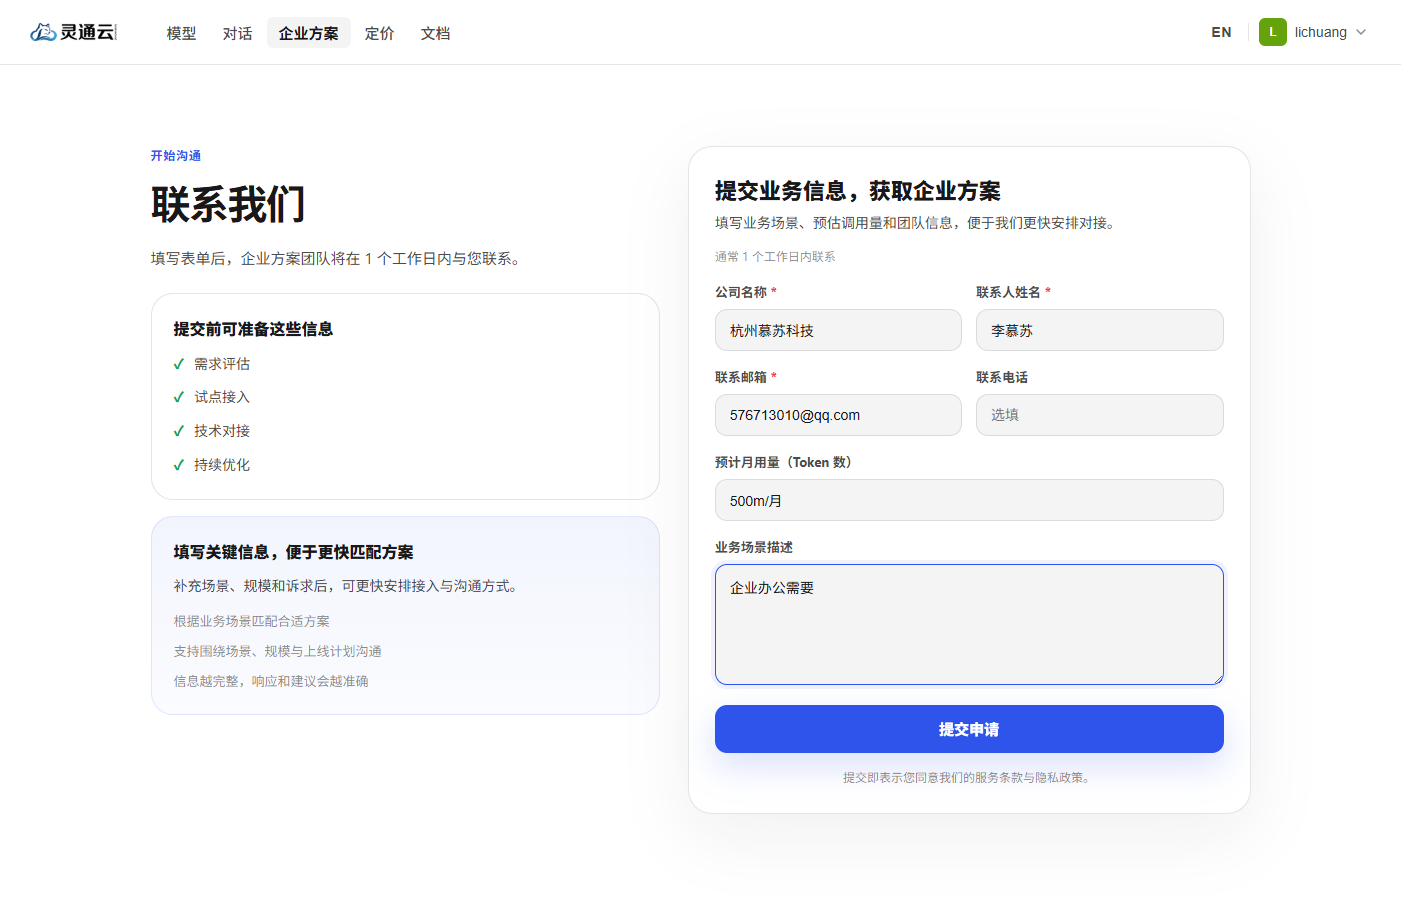 灵通云
模型
对话
企业方案
定价
文档
EN
L
lichuang
开始沟通
联系我们
填写表单后，企业方案团队将在 1 个工作日内与您联系。
提交前可准备这些信息
✓ 需求评估
✓ 试点接入
✓ 技术对接
✓ 持续优化
填写关键信息，便于更快匹配方案
补充场景、规模和诉求后，可更快安排接入与沟通方式。
根据业务场景匹配合适方案
支持围绕场景、规模与上线计划沟通
信息越完整，响应和建议会越准确
提交业务信息，获取企业方案
填写业务场景、预估调用量和团队信息，便于我们更快安排对接。
通常 1 个工作日内联系
公司名称 *
杭州慕苏科技
联系人姓名 *
李慕苏
联系邮箱 *
576713010@qq.com
联系电话
选填
预计月用量（Token 数）
500m/月
业务场景描述
企业办公需要
提交申请
提交即表示您同意我们的服务条款与隐私政策。